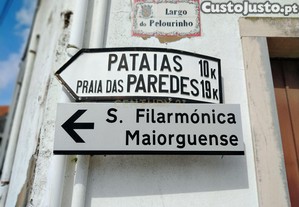 CustoJusto.pt
Largo
do
Pelourinho
PATAIAS 10K
PRAIA DAS PAREDES 19K
S. Filarmónica
Maiorguense